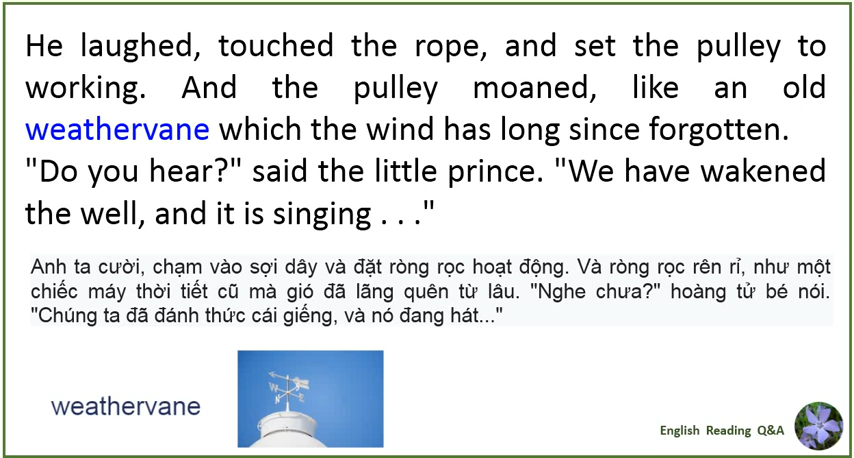 He laughed, touched the rope, and set the pulley to
working. And the pulley moaned, like an old
weathervane which the wind has long since forgotten.
"Do you hear?" said the little prince. "We have wakened
the well, and it is singing . . ."
Anh ta cười, chạm vào sợi dây và đặt ròng rọc hoạt động. Và ròng rọc rên rỉ, như một
chiếc máy thời tiết cũ mà gió đã lãng quên từ lâu. "Nghe chưa?" hoàng tử bé nói.
"Chúng ta đã đánh thức cái giếng, và nó đang hát..."
weathervane
English Reading Q&A